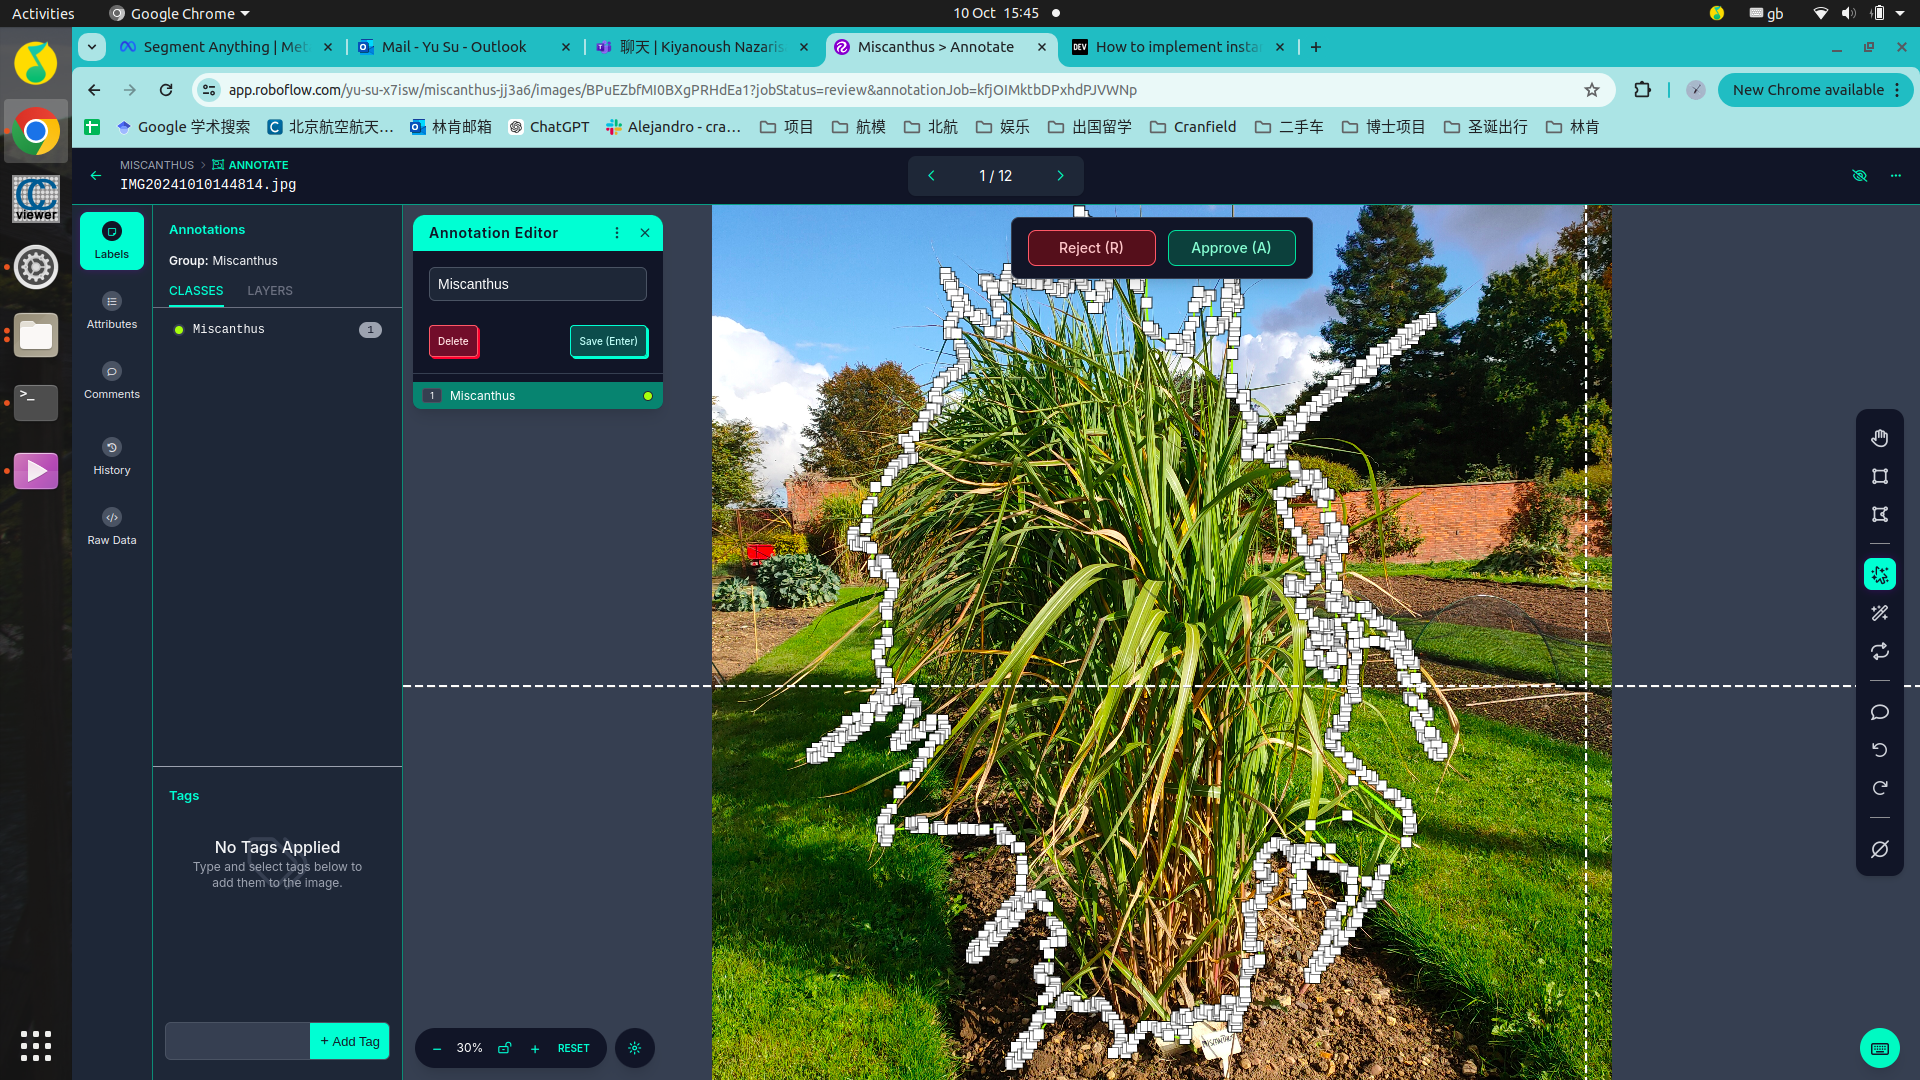 Activities
Google Chrome
10 Oct 15:45
gb
Segment Anything | Met
Mail - Yu Su - Outlook
聊天 | Kiyanoush Nazaris
Miscanthus > Annotate
How to implement insta
app.roboflow.com/yu-su-x7isw/miscanthus-jj3a6/images/BPuEZbfMI0BXgPRHdEa1?jobStatus=review&annotationJob=kfjOIMktbDPxhdPJVWNp
New Chrome available
Google 学术搜索
北京航空航天…
林肯邮箱
ChatGPT
Alejandro - cra…
项目
航模
北航
娱乐
出国留学
Cranfield
二手车
博士项目
圣诞出行
林肯
MISCANTHUS > ANNOTATE
IMG20241010144814.jpg
1 / 12
Labels
Attributes
Comments
History
Raw Data
Annotations
Group: Miscanthus
CLASSES LAYERS
Miscanthus 1
Annotation Editor
Miscanthus
Delete
Save (Enter)
1 Miscanthus
Reject (R)
Approve (A)
Tags
No Tags Applied
Type and select tags below to
add them to the image.
+ Add Tag
30%
RESET
CC
viewer
DEV